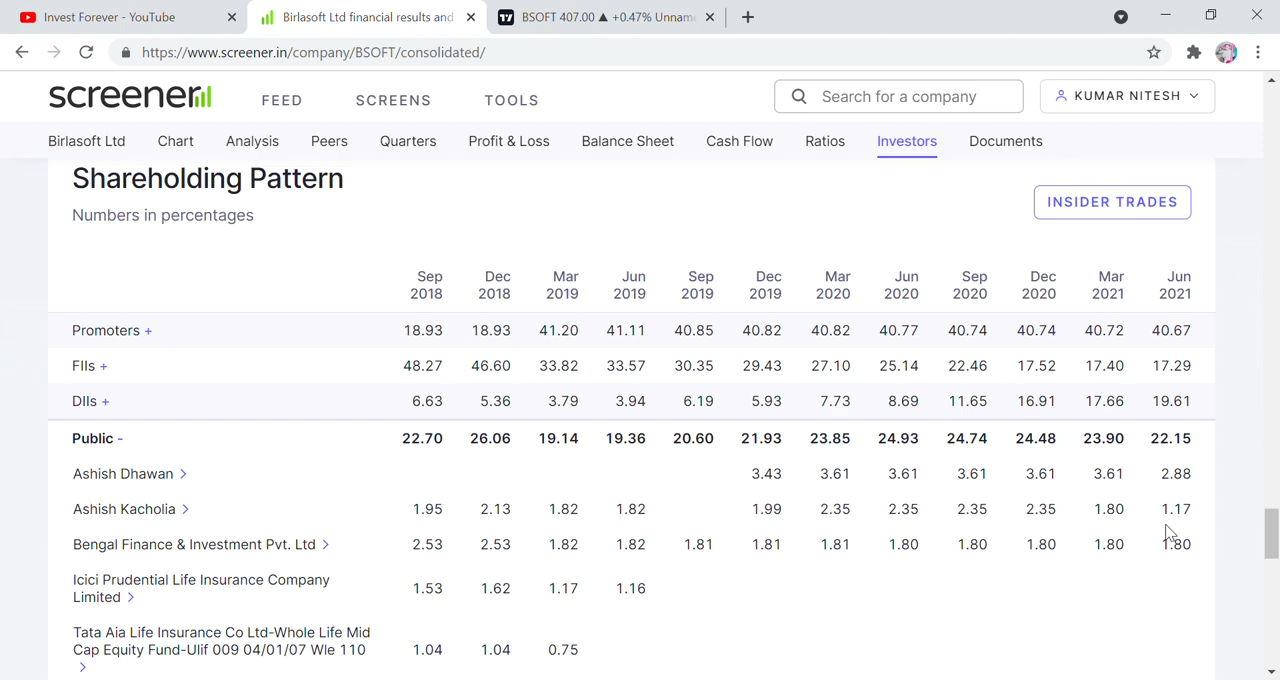 Invest Forever - YouTube
Birlasoft Ltd financial results and
BSOFT 407.00 ▲ +0.47% Unnam
https://www.screener.in/company/BSOFT/consolidated/
screener
FEED
SCREENS
TOOLS
Search for a company
KUMAR NITESH
Birlasoft Ltd Chart Analysis Peers Quarters Profit & Loss Balance Sheet Cash Flow Ratios Investors Documents
Shareholding Pattern
Numbers in percentages
INSIDER TRADES
Sep Dec Mar Jun Sep Dec Mar Jun Sep Dec Mar Jun
2018 2018 2019 2019 2019 2019 2020 2020 2020 2020 2021 2021
Promoters + 18.93 18.93 41.20 41.11 40.85 40.82 40.82 40.77 40.74 40.74 40.72 40.67
FIIs + 48.27 46.60 33.82 33.57 30.35 29.43 27.10 25.14 22.46 17.52 17.40 17.29
DIIs + 6.63 5.36 3.79 3.94 6.19 5.93 7.73 8.69 11.65 16.91 17.66 19.61
Public - 22.70 26.06 19.14 19.36 20.60 21.93 23.85 24.93 24.74 24.48 23.90 22.15
Ashish Dhawan 3.43 3.61 3.61 3.61 3.61 3.61 2.88
Ashish Kacholia 1.95 2.13 1.82 1.82 1.99 2.35 2.35 2.35 2.35 1.80 1.17
Bengal Finance & Investment Pvt. Ltd 2.53 2.53 1.82 1.82 1.81 1.81 1.81 1.80 1.80 1.80 1.80 1.80
Icici Prudential Life Insurance Company
Limited 1.53 1.62 1.17 1.16
Tata Aia Life Insurance Co Ltd-Whole Life Mid
Cap Equity Fund-Ulif 009 04/01/07 Wle 110 1.04 1.04 0.75